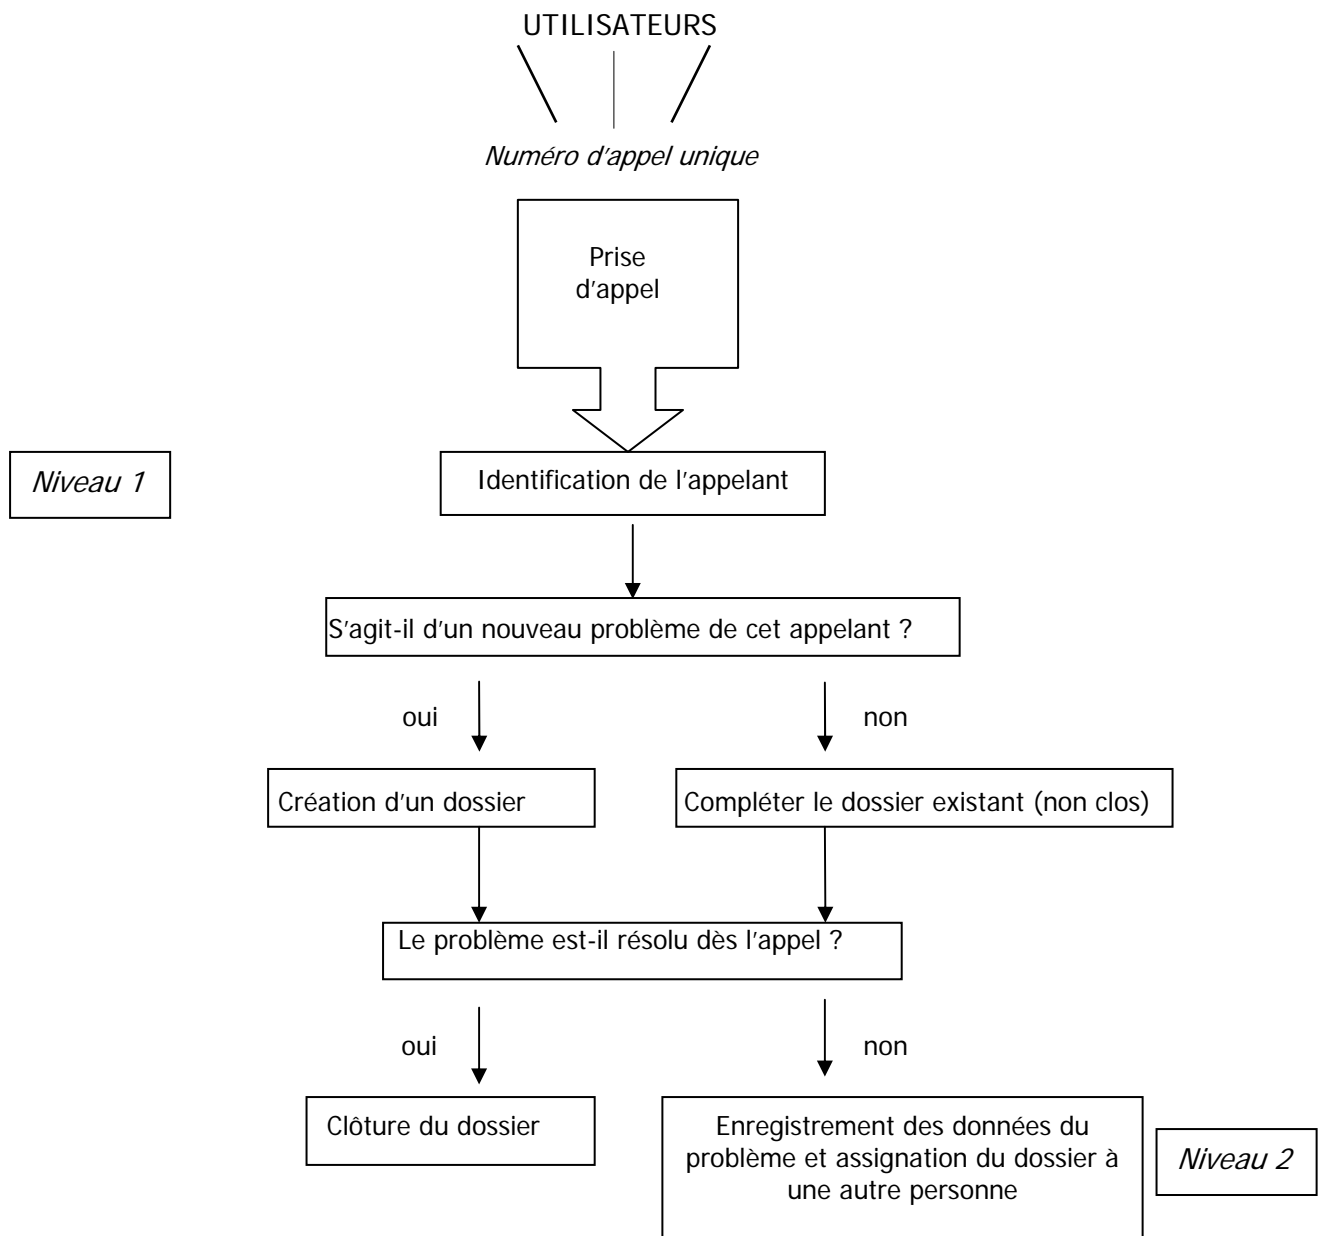 UTILISATEURS
Numéro d'appel unique
Prise
d'appel
Niveau 1
Identification de l'appelant
S'agit-il d'un nouveau problème de cet appelant ?
oui
non
Création d'un dossier
Compléter le dossier existant (non clos)
Le problème est-il résolu dès l'appel ?
oui
non
Clôture du dossier
Enregistrement des données du
problème et assignation du dossier à
une autre personne
Niveau 2